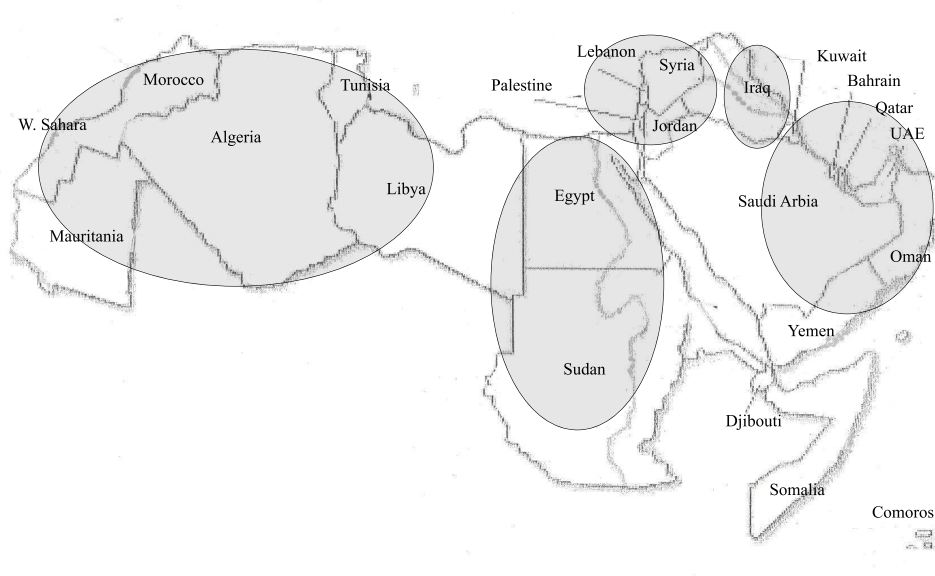 Lebanon
Kuwait
Syria
Morocco
Bahrain
Tunisia
Palestine
Iraq
Qatar
W. Sahara
Jordan
UAE
Algeria
Libya
Egypt
Saudi Arbia
Mauritania
Oman
Yemen
Sudan
Djibouti
Somalia
Comoros